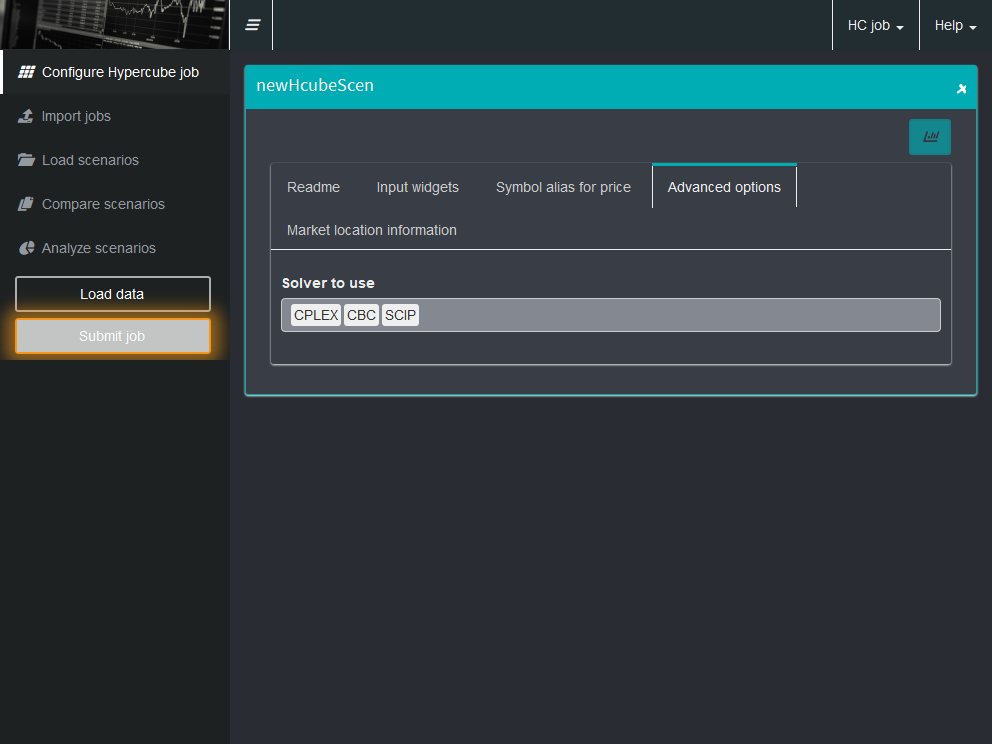 HC job
Help
Configure Hypercube job
Import jobs
Load scenarios
Compare scenarios
Analyze scenarios
Load data
Submit job
newHcubeScen
Readme
Input widgets
Symbol alias for price
Advanced options
Market location information
Solver to use
CPLEX CBC SCIP